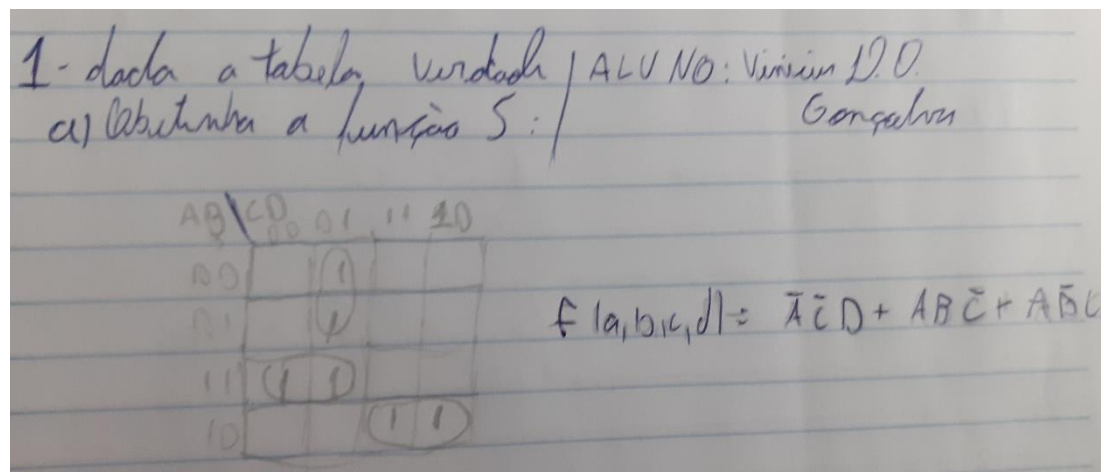 1- dada a tabela verdade / ALUNO: Vinicius D.O.
a) Obtenha a função S: / Gonçalves
AB\CD 00 01 11 10
00 1
01 1
11 1 1
10 1 1
f(a,b,c,d)= ĀC̄D + ABC̄ + AB̄C